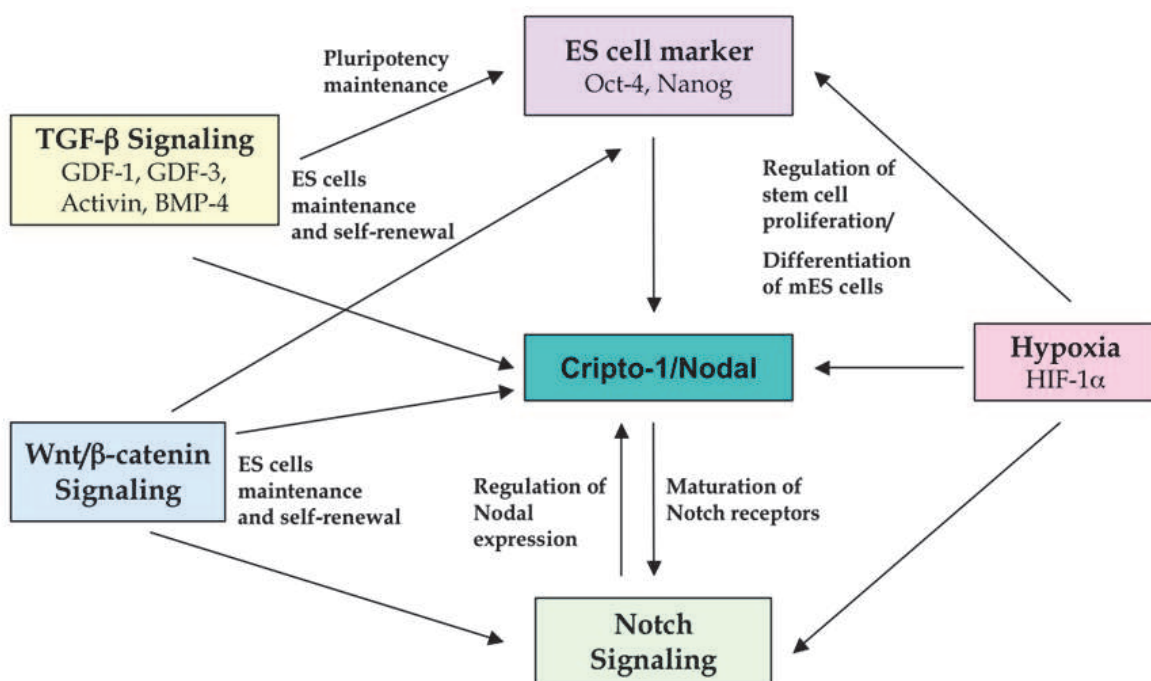 ES cell marker
Oct-4, Nanog
Pluripotency
maintenance
TGF-β Signaling
GDF-1, GDF-3,
Activin, BMP-4
ES cells
maintenance
and self-renewal
Regulation of
stem cell
proliferation/
Differentiation
of mES cells
Cripto-1/Nodal
Hypoxia
HIF-1α
Wnt/β-catenin
Signaling
ES cells
maintenance
and self-renewal
Regulation of
Nodal
expression
Maturation of
Notch receptors
Notch
Signaling